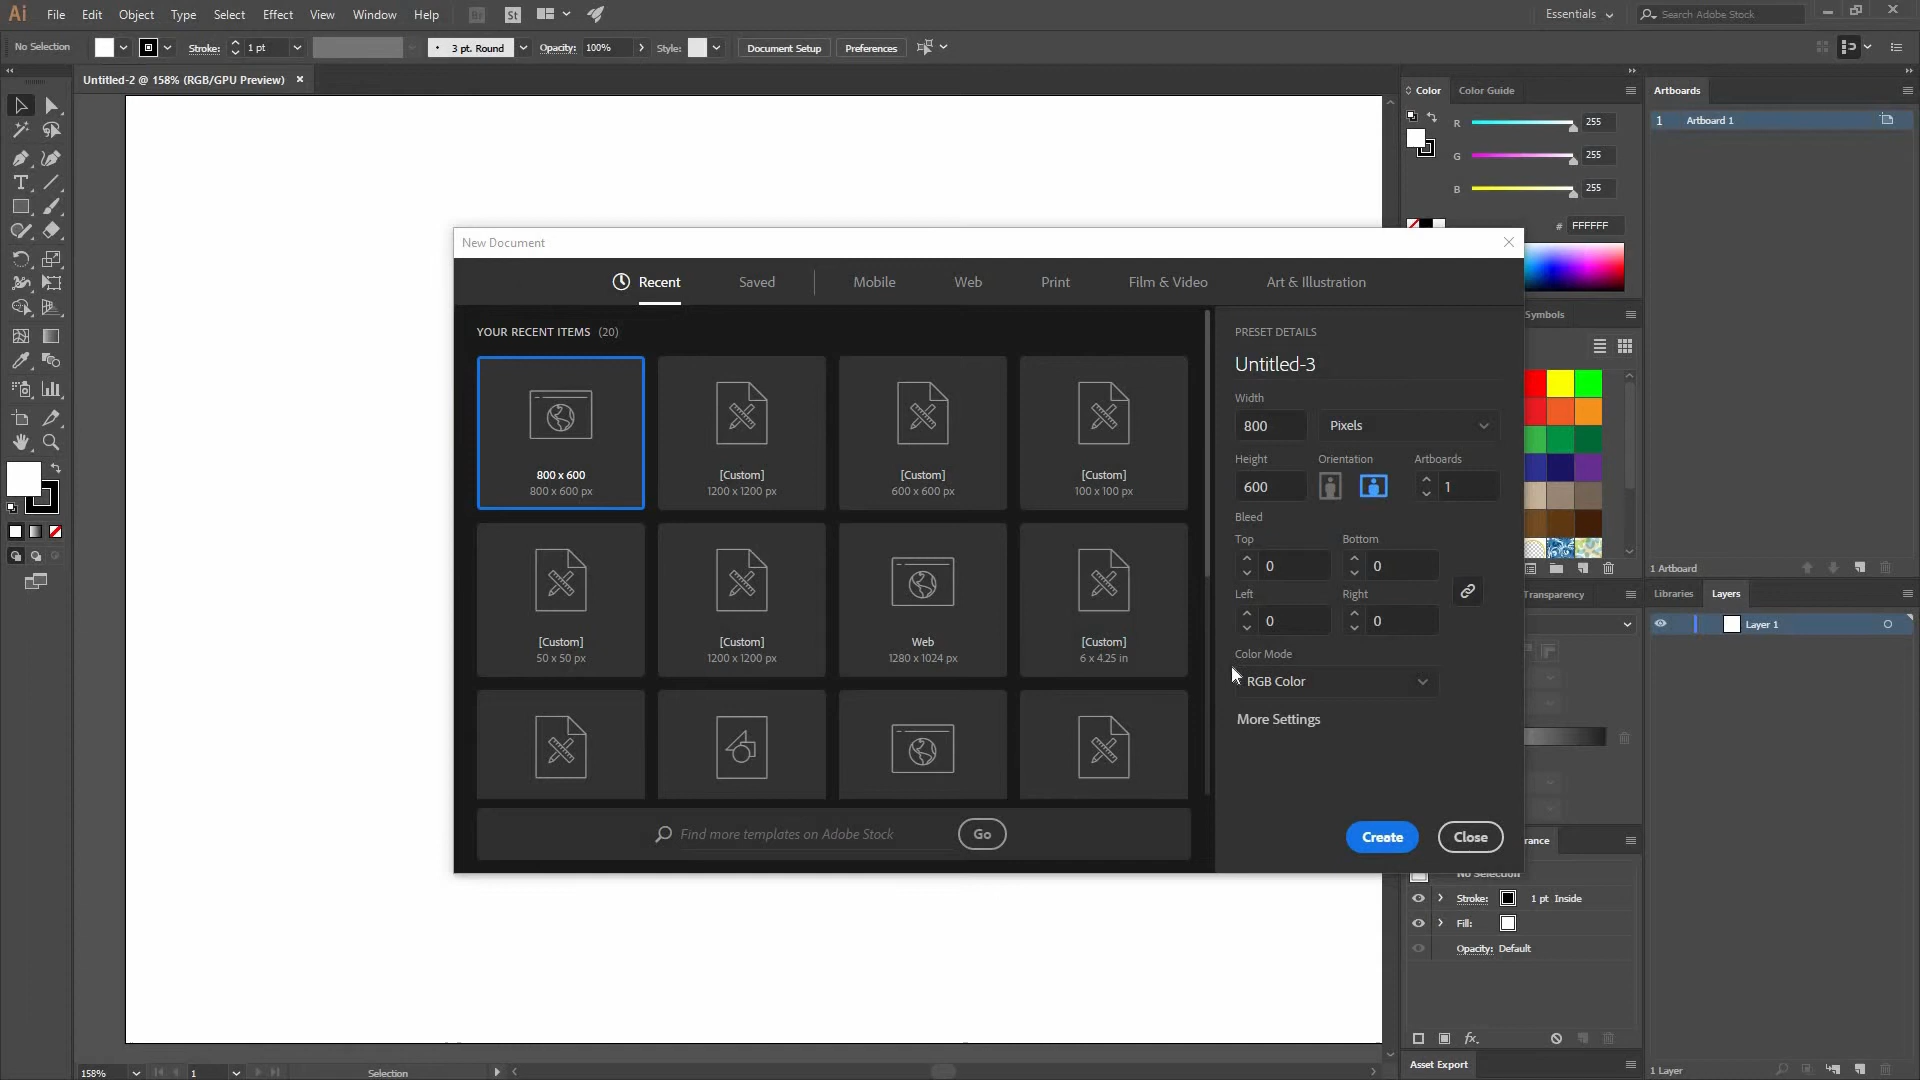 Ai File Edit Object Type Select Effect View Window Help Br St Essentials Search Adobe Stock
No Selection Stroke: 1 pt 3 pt. Round Opacity: 100% Style: Document Setup Preferences
Untitled-2 @ 158% (RGB/GPU Preview)
Color Color Guide
R 255
G 255
B 255
# FFFFFF
Artboards
1 Artboard 1
New Document
Recent Saved Mobile Web Print Film & Video Art & Illustration
YOUR RECENT ITEMS (20)
800 x 600
800 x 600 px
[Custom]
1200 x 1200 px
[Custom]
600 x 600 px
[Custom]
100 x 100 px
[Custom]
50 x 50 px
[Custom]
1200 x 1200 px
Web
1280 x 1024 px
[Custom]
6 x 4.25 in
Find more templates on Adobe Stock Go
PRESET DETAILS
Untitled-3
Width
800 Pixels
Height Orientation Artboards
600 1
Bleed
Top Bottom
0 0
Left Right
0 0
Color Mode
RGB Color
More Settings
Create Close
Symbols
1 Artboard
Transparency
Libraries Layers
Layer 1
rance
No Selection
Stroke: 1 pt Inside
Fill:
Opacity: Default
fx
Asset Export
1 Layer
158% 1 Selection